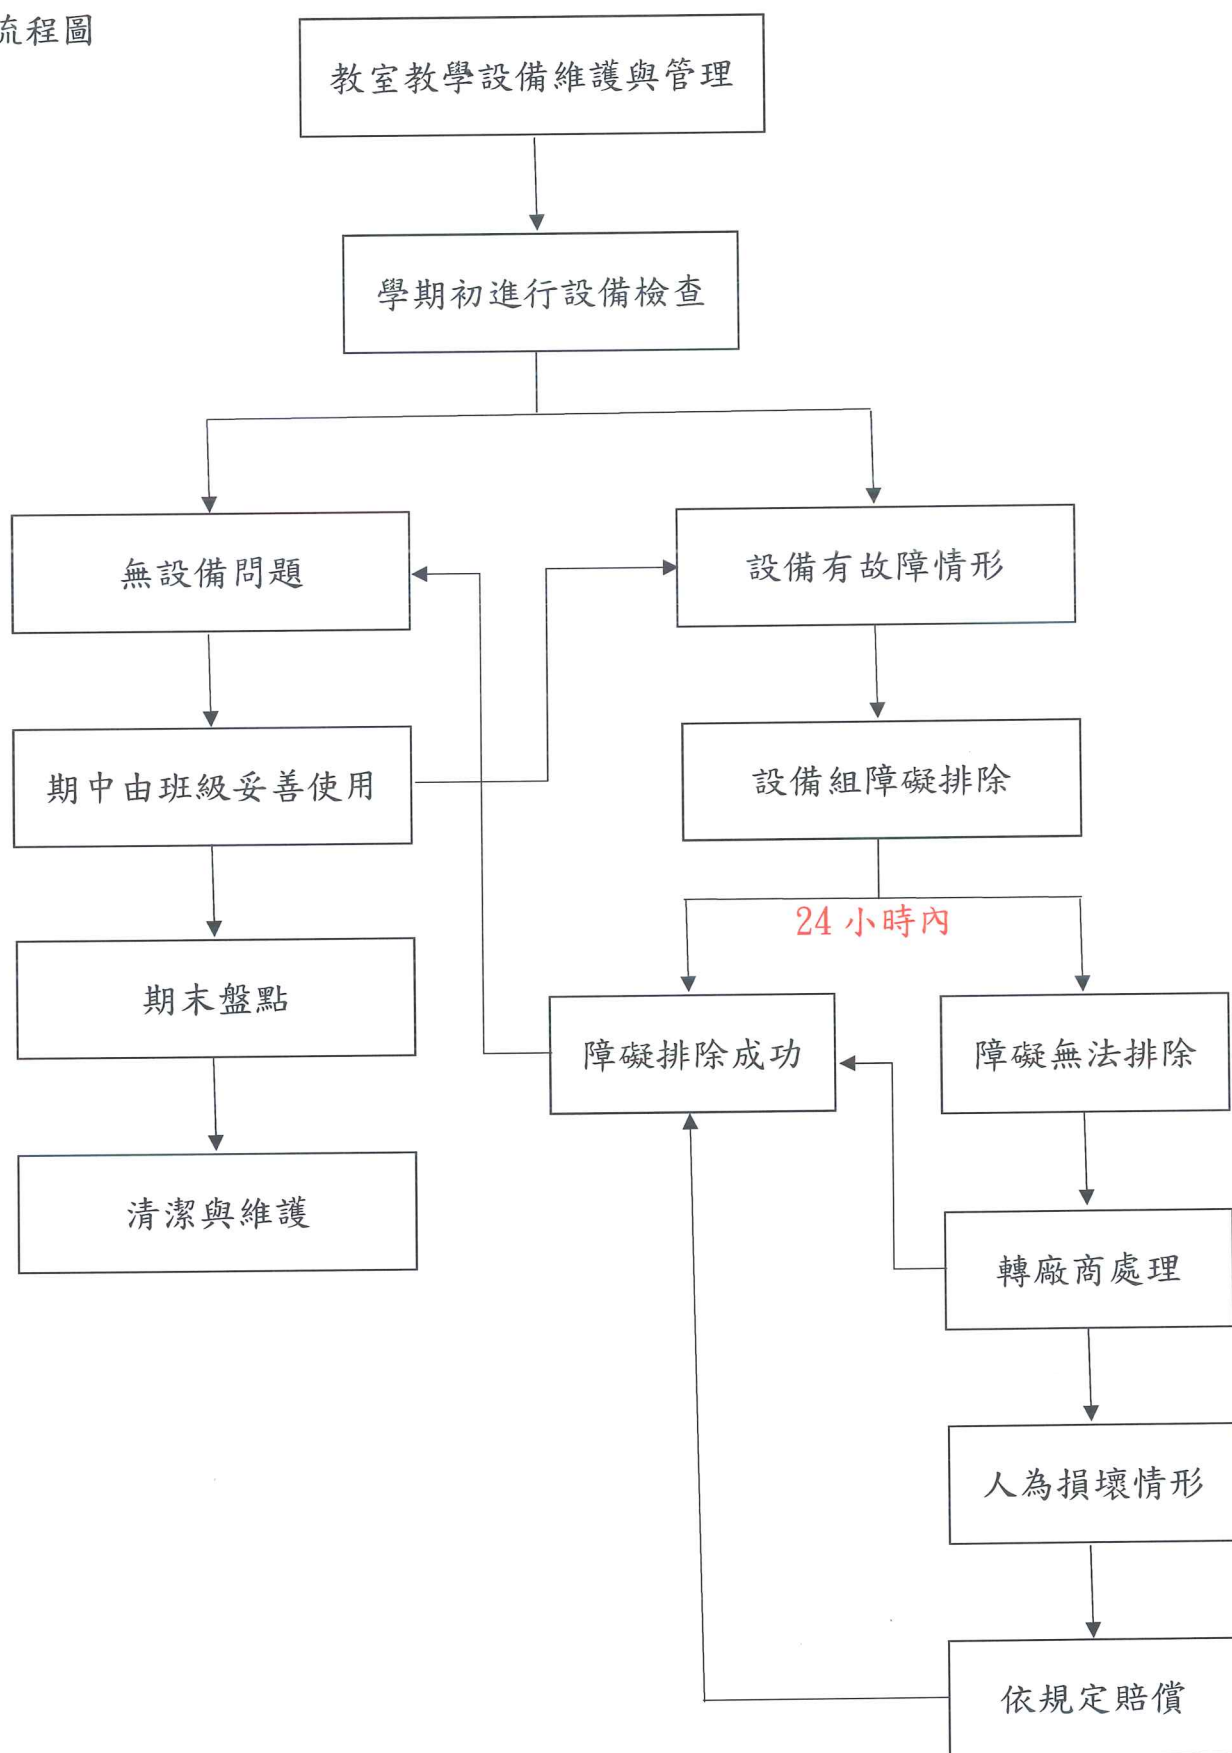 流程圖
教室教學設備維護與管理
學期初進行設備檢查
無設備問題
設備有故障情形
期中由班級妥善使用
設備組障礙排除
24 小時內
期末盤點
障礙排除成功
障礙無法排除
清潔與維護
轉廠商處理
人為損壞情形
依規定賠償